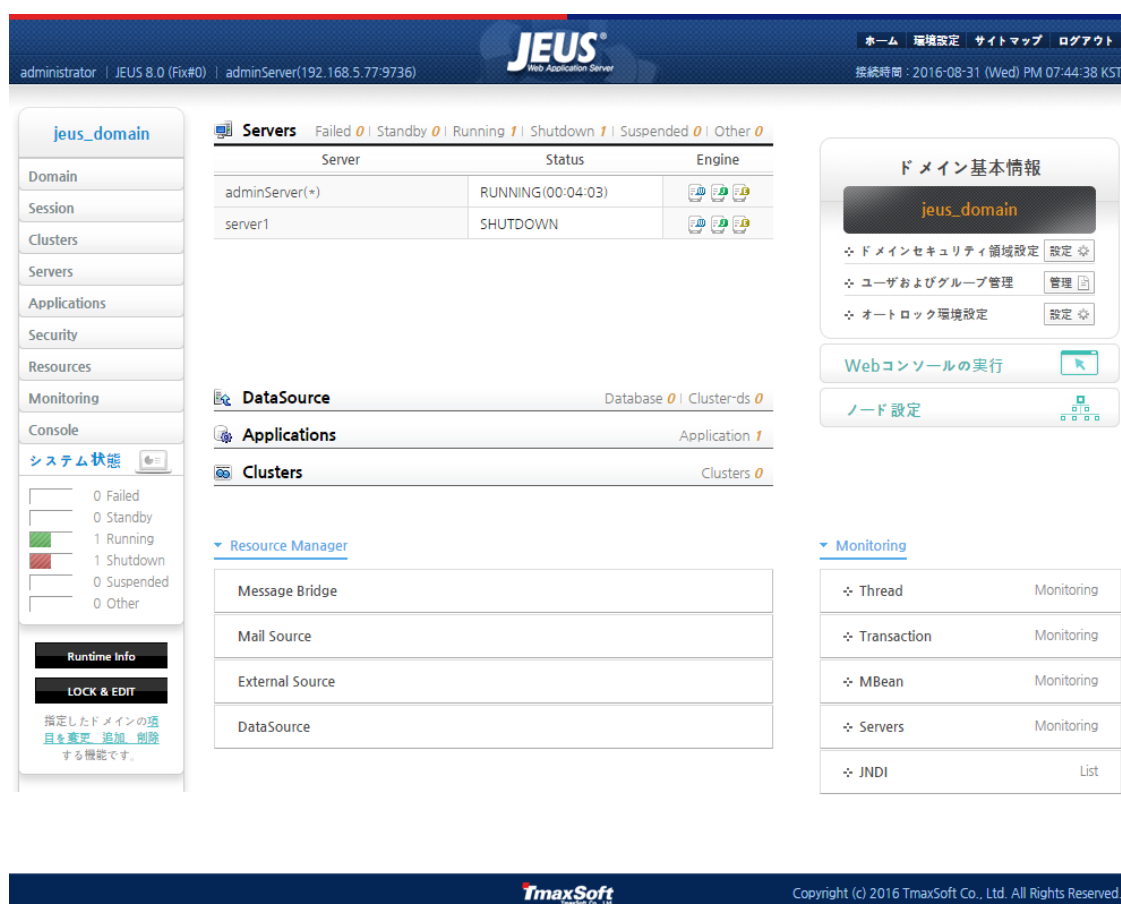 JEUS®
Web Application Server
ホーム 環境設定 サイトマップ ログアウト
administrator | JEUS 8.0 (Fix#0) | adminServer(192.168.5.77:9736)
接続時間 : 2016-08-31 (Wed) PM 07:44:38 KST
jeus_domain
Domain
Session
Clusters
Servers
Applications
Security
Resources
Monitoring
Console
システム状態
0 Failed
0 Standby
1 Running
1 Shutdown
0 Suspended
0 Other
Runtime Info
LOCK & EDIT
指定したドメインの項
目を変更、追加、削除
する機能です。
Servers Failed 0 | Standby 0 | Running 1 | Shutdown 1 | Suspended 0 | Other 0
Server Status Engine
adminServer(*) RUNNING(00:04:03)
server1 SHUTDOWN
DataSource Database 0 | Cluster-ds 0
Applications Application 1
Clusters Clusters 0
Resource Manager
Message Bridge
Mail Source
External Source
DataSource
ドメイン基本情報
jeus_domain
ドメインセキュリティ領域設定 設定
ユーザおよびグループ管理 管理
オートロック環境設定 設定
Webコンソールの実行
ノード設定
Monitoring
Thread Monitoring
Transaction Monitoring
MBean Monitoring
Servers Monitoring
JNDI List
TmaxSoft
TmaxSoft Co., Ltd.
Copyright (c) 2016 TmaxSoft Co., Ltd. All Rights Reserved.